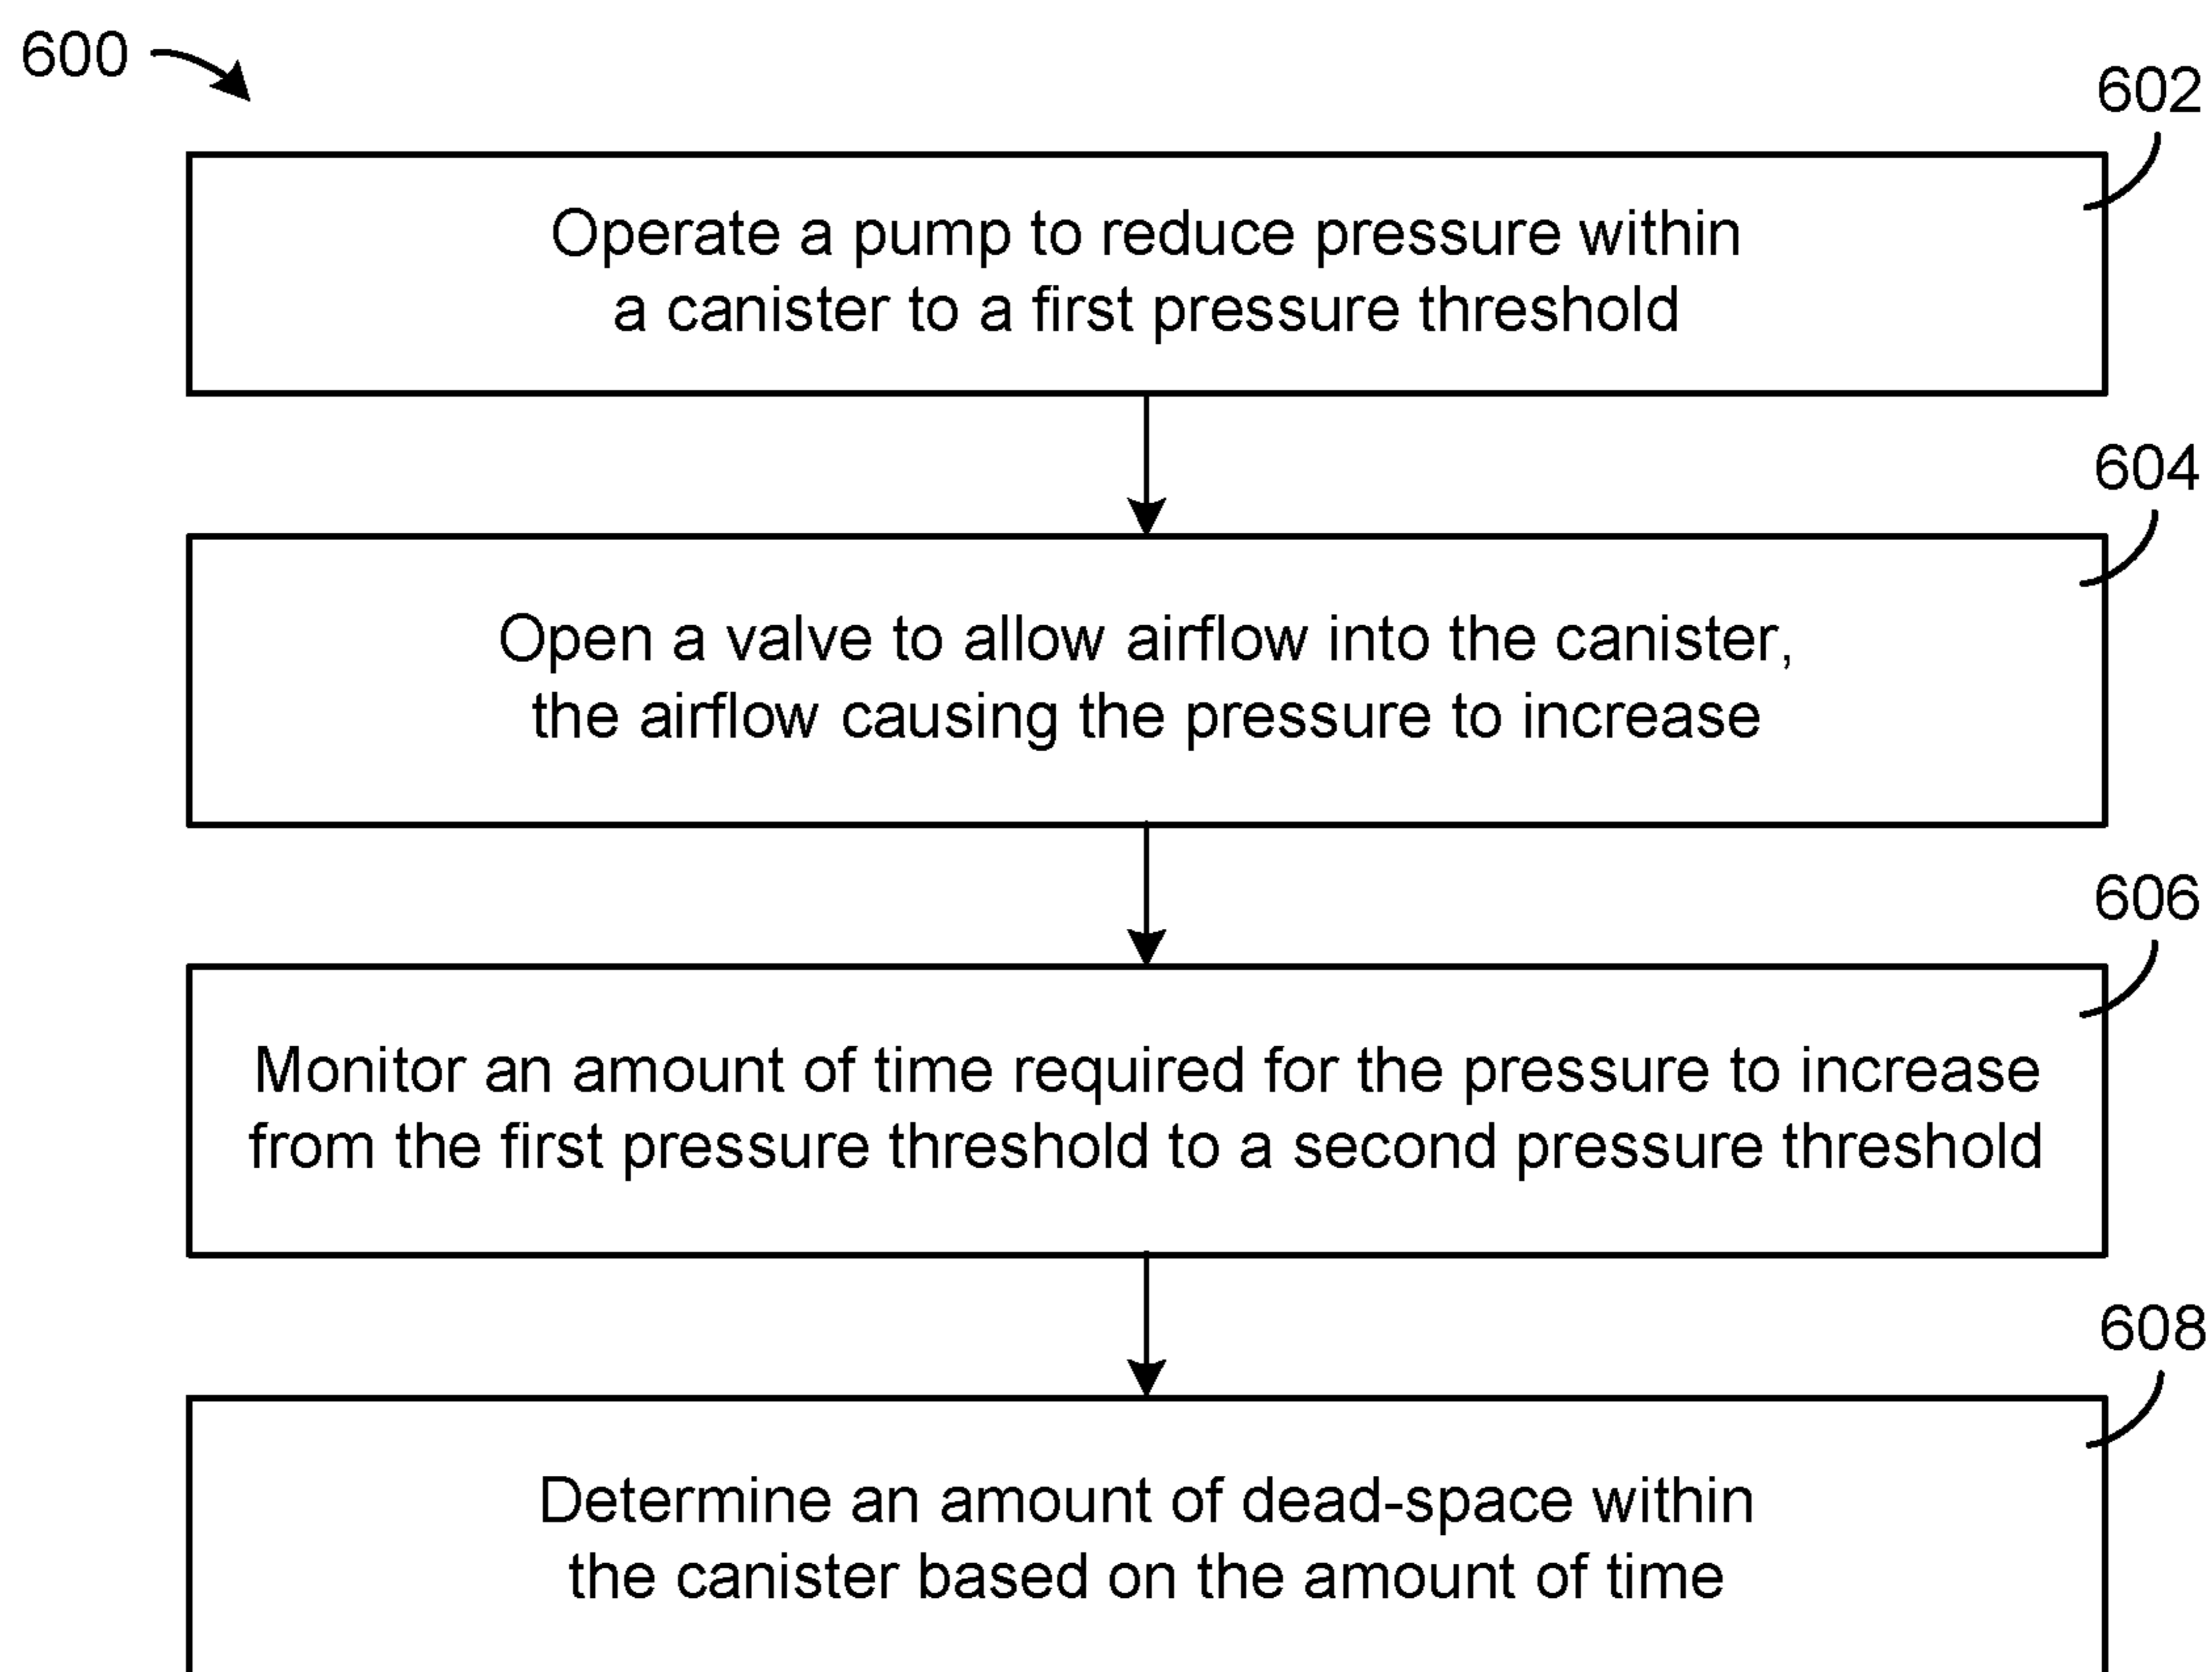 600
602
Operate a pump to reduce pressure within
a canister to a first pressure threshold
604
Open a valve to allow airflow into the canister,
the airflow causing the pressure to increase
606
Monitor an amount of time required for the pressure to increase
from the first pressure threshold to a second pressure threshold
608
Determine an amount of dead-space within
the canister based on the amount of time